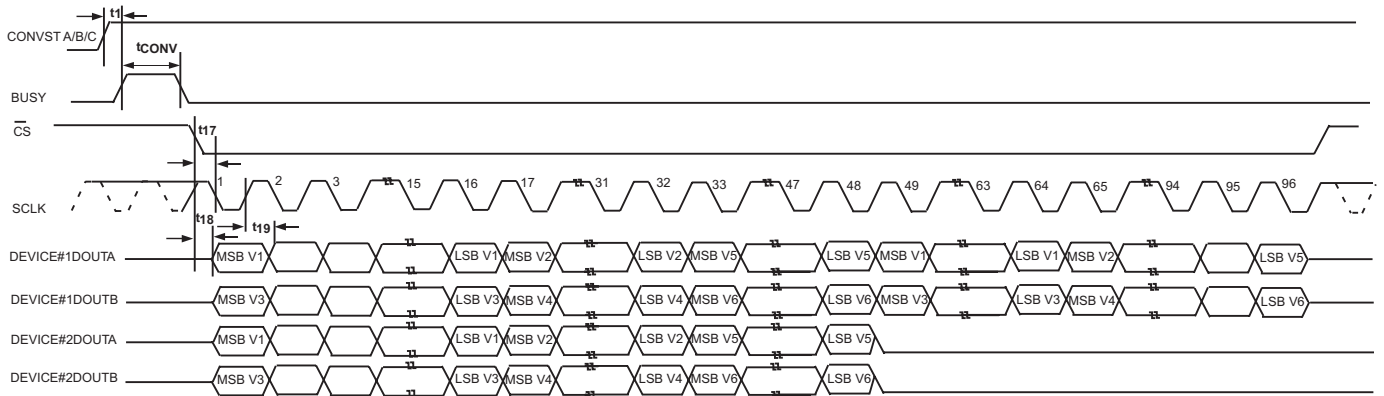 t1
CONVST A/B/C
tCONV
BUSY
CS
t17
SCLK
1 2 3 15 16 17 31 32 33 47 48 49 63 64 65 94 95 96
t18
t19
DEVICE#1DOUTA MSB V1 LSB V1 MSB V2 LSB V2 MSB V5 LSB V5 MSB V1 LSB V1 MSB V2 LSB V5
DEVICE#1DOUTB MSB V3 LSB V3 MSB V4 LSB V4 MSB V6 LSB V6 MSB V3 LSB V3 MSB V4 LSB V6
DEVICE#2DOUTA MSB V1 LSB V1 MSB V2 LSB V2 MSB V5 LSB V5
DEVICE#2DOUTB MSB V3 LSB V3 MSB V4 LSB V4 MSB V6 LSB V6